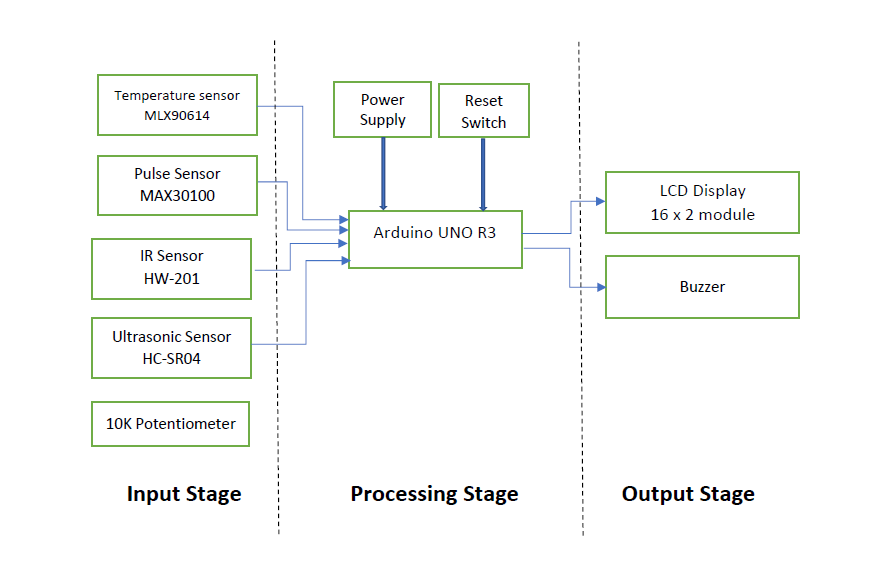 Temperature sensor
MLX90614
Pulse Sensor
MAX30100
IR Sensor
HW-201
Ultrasonic Sensor
HC-SR04
10K Potentiometer
Input Stage
Power
Supply
Reset
Switch
Arduino UNO R3
Processing Stage
LCD Display
16 x 2 module
Buzzer
Output Stage